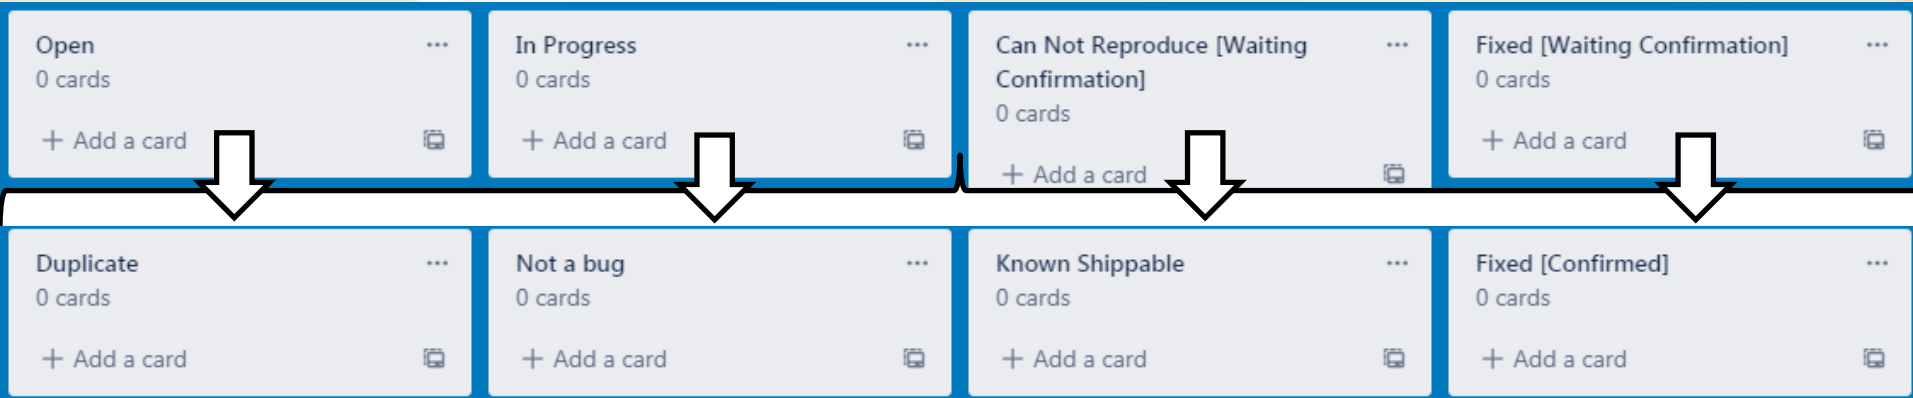 Open
0 cards
+ Add a card
In Progress
0 cards
+ Add a card
Can Not Reproduce [Waiting
Confirmation]
0 cards
+ Add a card
Fixed [Waiting Confirmation]
0 cards
+ Add a card
Duplicate
0 cards
+ Add a card
Not a bug
0 cards
+ Add a card
Known Shippable
0 cards
+ Add a card
Fixed [Confirmed]
0 cards
+ Add a card